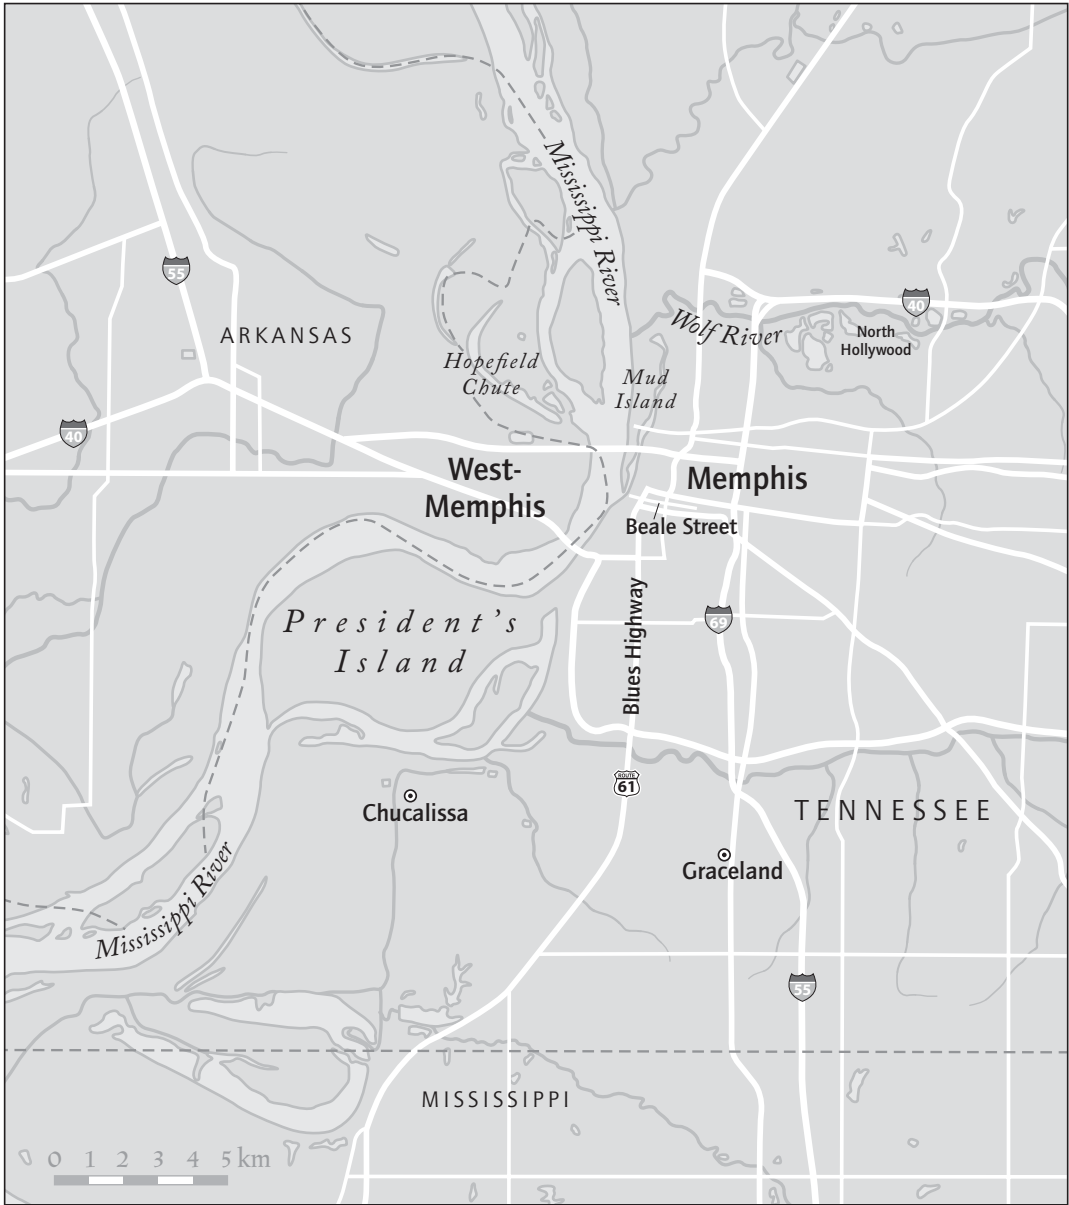 Mississippi River
55
40
ARKANSAS
Wolf River
North
Hollywood
Hopefield
Chute
Mud
Island
40
West-
Memphis
Memphis
Beale Street
President's
Island
Blues Highway
69
ROUTE
61
Chucalissa
TENNESSEE
Graceland
Mississippi River
55
MISSISSIPPI
0 1 2 3 4 5 km